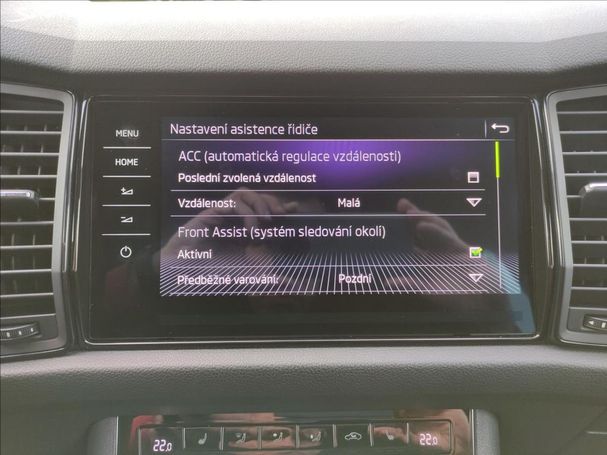 MENU
HOME
Nastavení asistence řidiče
ACC (automatická regulace vzdálenosti)
Poslední zvolená vzdálenost
Vzdálenost: Malá
Front Assist (systém sledování okolí)
Aktivní
Předběžné varování: Pozdní
22.0
22.0